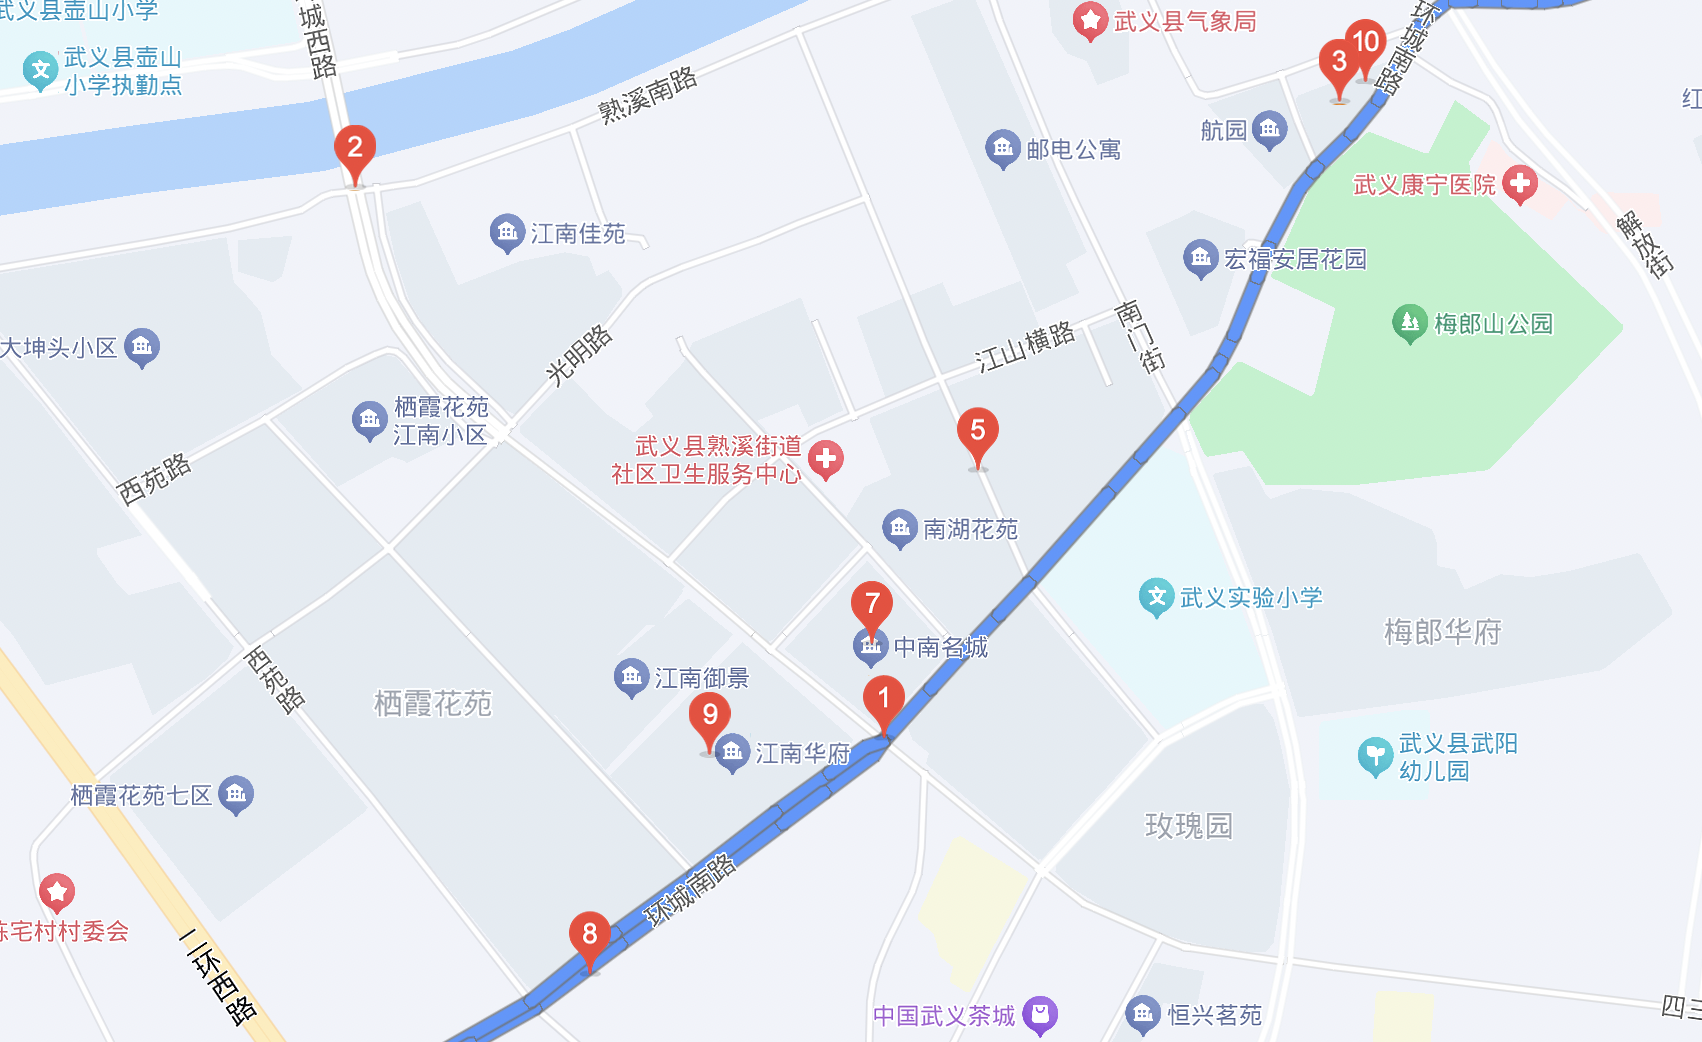 武义县壶山小学
武义县壶山
小学执勤点
城西路
熟溪南路
武义县气象局
环城南路
3
10
2
航园
邮电公寓
武义康宁医院
解放街
红
江南佳苑
宏福安居花园
梅郎山公园
大坤头小区
光明路
江山横路
南门街
栖霞花苑
江南小区
西苑路
武义县熟溪街道
社区卫生服务中心
5
南湖花苑
武义实验小学
梅郎华府
7
中南名城
西苑路
栖霞花苑
江南御景
1
9
江南华府
武义县武阳
幼儿园
栖霞花苑七区
玫瑰园
环城南路
宅村村委会
8
二环西路
中国武义茶城
恒兴茗苑
四三